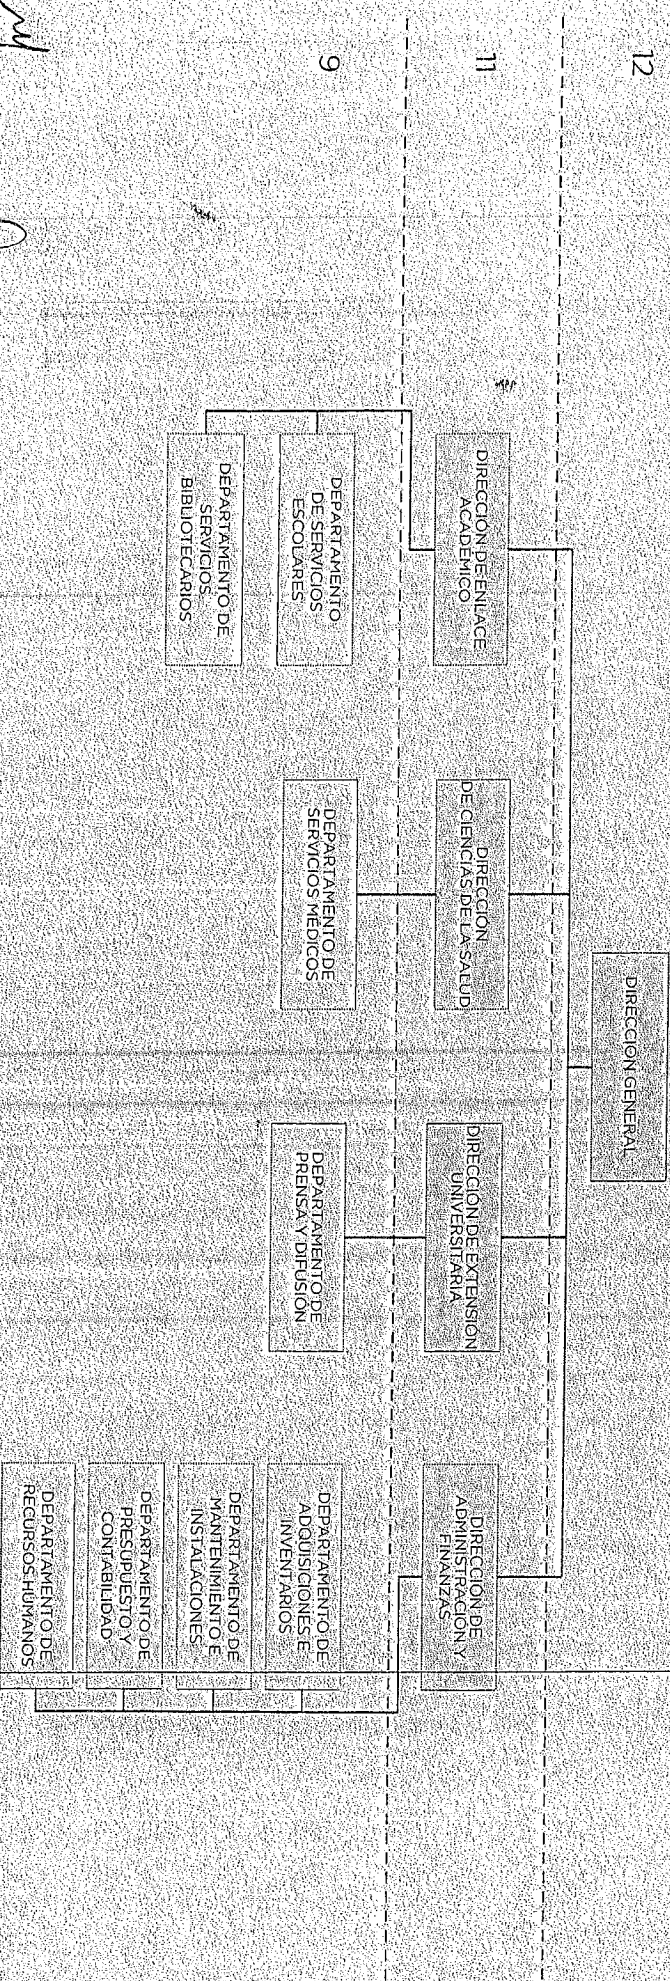 12
DIRECCIÓN GENERAL
11
DIRECCIÓN DE ENLACE
ACADÉMICO
DIRECCIÓN
DE CIENCIAS DE LA SALUD
DIRECCIÓN DE EXTENSIÓN
UNIVERSITARIA
DIRECCIÓN DE
ADMINISTRACIÓN Y
FINANZAS
9
DEPARTAMENTO
DE SERVICIOS
ESCOLARES
DEPARTAMENTO DE
SERVICIOS
BIBLIOTECARIOS
DEPARTAMENTO DE
SERVICIOS MÉDICOS
DEPARTAMENTO DE
PRENSA Y DIFUSIÓN
DEPARTAMENTO DE
ADQUISICIONES E
INVENTARIOS
DEPARTAMENTO DE
MANTENIMIENTO E
INSTALACIONES
DEPARTAMENTO DE
PRESUPUESTO Y
CONTABILIDAD
DEPARTAMENTO DE
RECURSOS HUMANOS